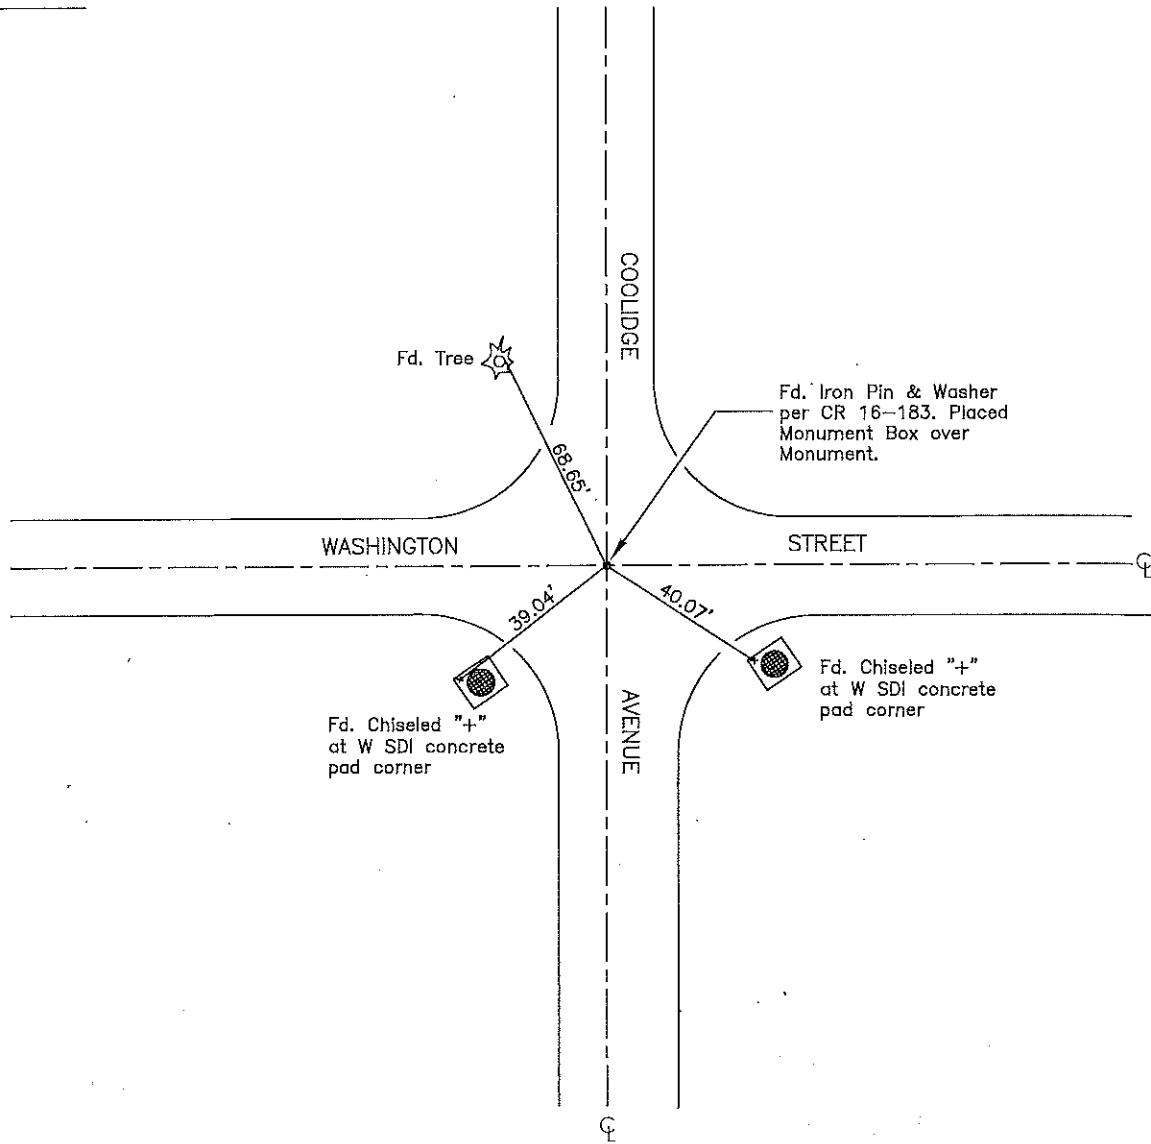 COOLIDGE
Fd. Tree
Fd. Iron Pin & Washer
per CR 16-183. Placed
Monument Box over
Monument.
68.65'
WASHINGTON
STREET
℄
39.04'
40.07'
Fd. Chiseled "+"
at W SDI concrete
pad corner
Fd. Chiseled "+"
at W SDI concrete
pad corner
AVENUE
℄